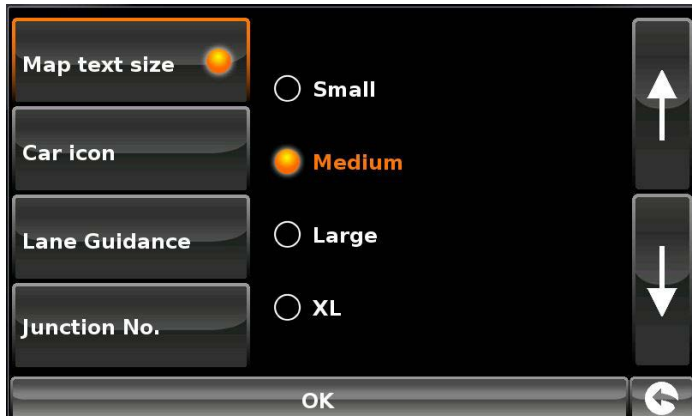 Map text size
Car icon
Lane Guidance
Junction No.
Small
Medium
Large
XL
OK